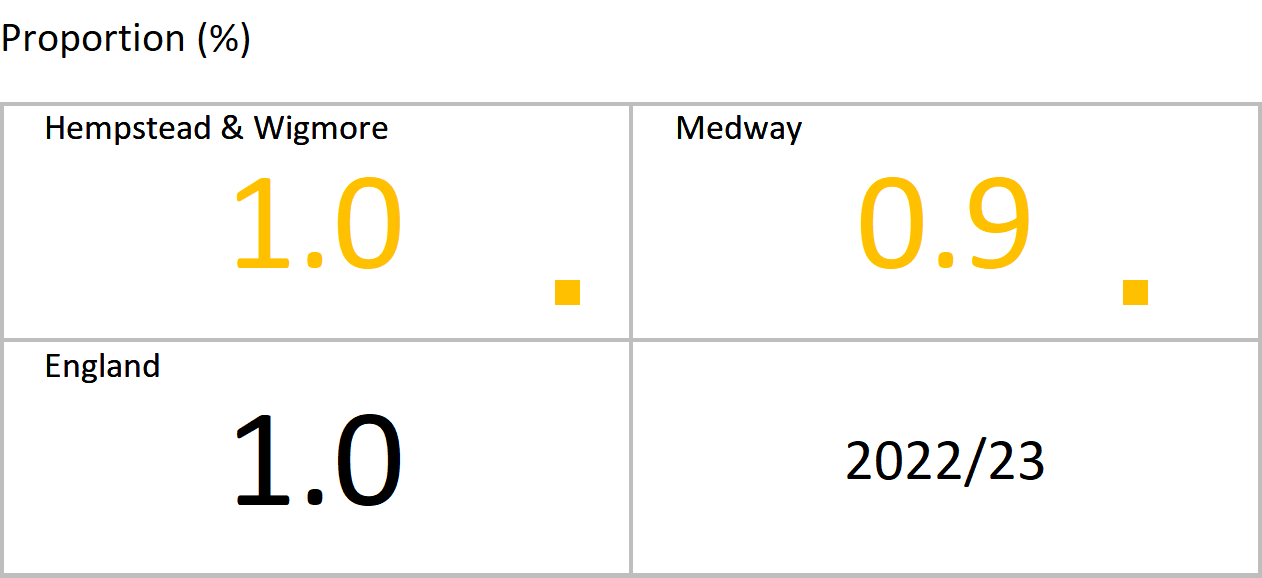 Proportion (%)
Hempstead & Wigmore
1.0
Medway
0.9
England
1.0
2022/23